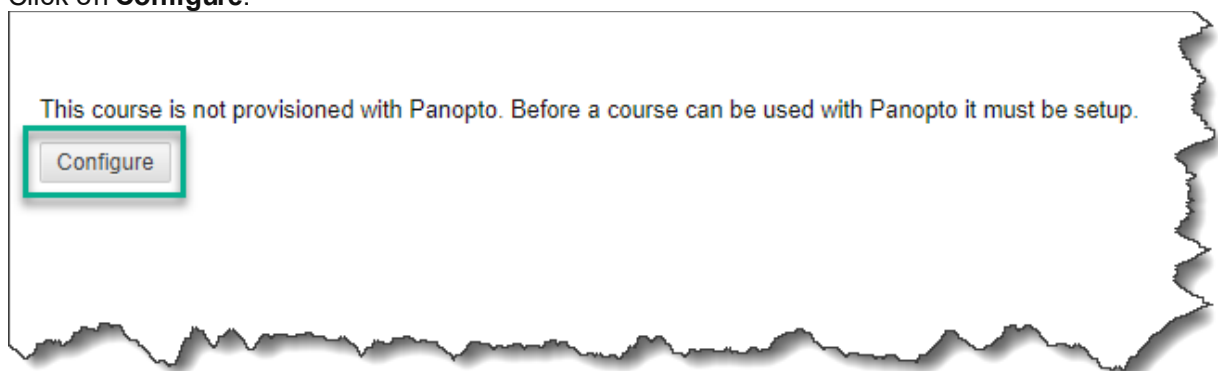 Click on Configure.
This course is not provisioned with Panopto. Before a course can be used with Panopto it must be setup.
Configure